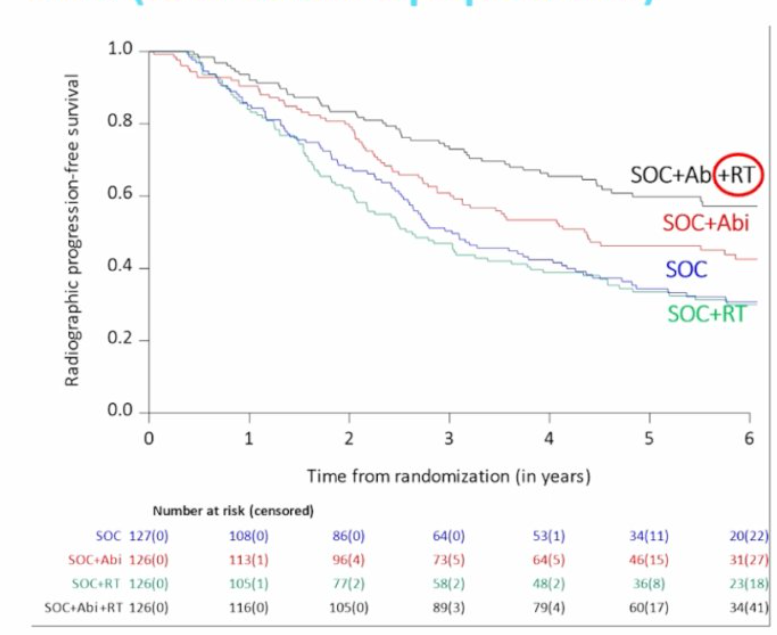 1.0
0.8
0.6
0.4
0.2
0.0
Radiographic progression-free survival
SOC+Abi+RT
SOC+Abi
SOC
SOC+RT
0 1 2 3 4 5 6
Time from randomization (in years)
Number at risk (censored)
SOC 127(0) 108(0) 86(0) 64(0) 53(1) 34(11) 20(22)
SOC+Abi 126(0) 113(1) 96(4) 73(5) 64(5) 46(15) 31(27)
SOC+RT 126(0) 105(1) 77(2) 58(2) 48(2) 36(8) 23(18)
SOC+Abi+RT 126(0) 116(0) 105(0) 89(3) 79(4) 60(17) 34(41)